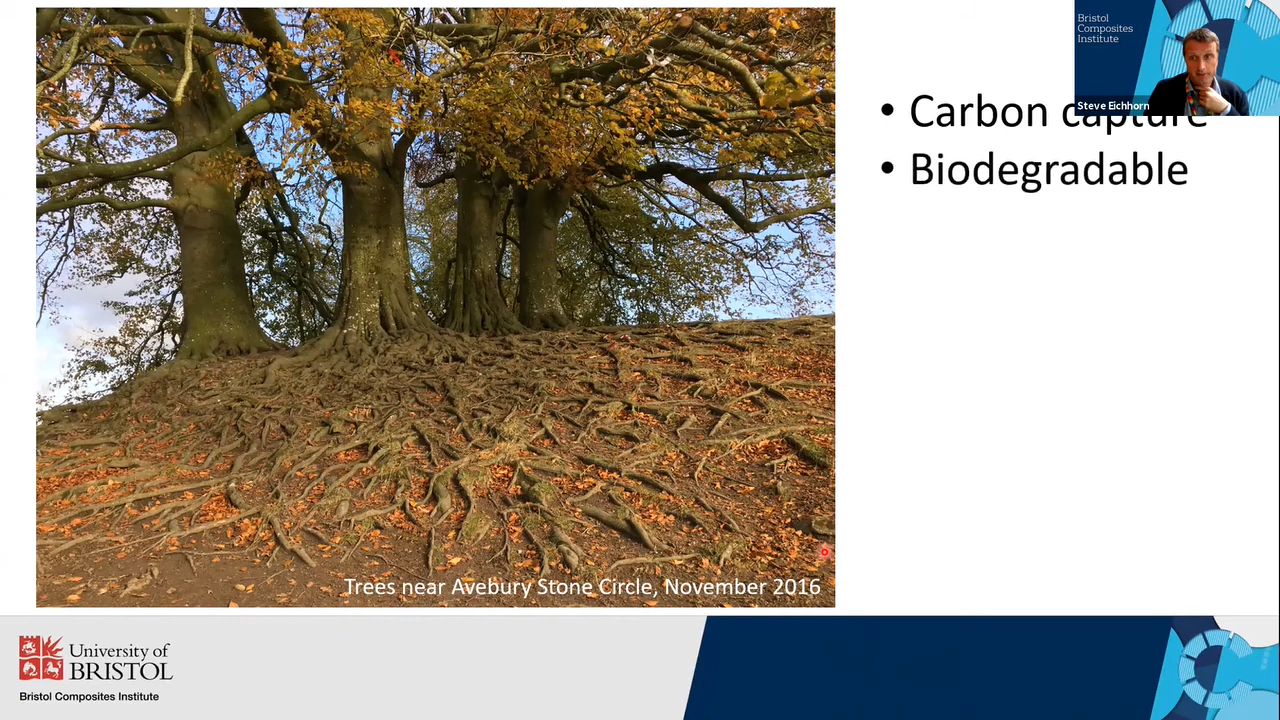 Bristol
Composites
Institute
Steve Eichhorn
• Carbon capture
• Biodegradable
Trees near Avebury Stone Circle, November 2016
University of
BRISTOL
Bristol Composites Institute